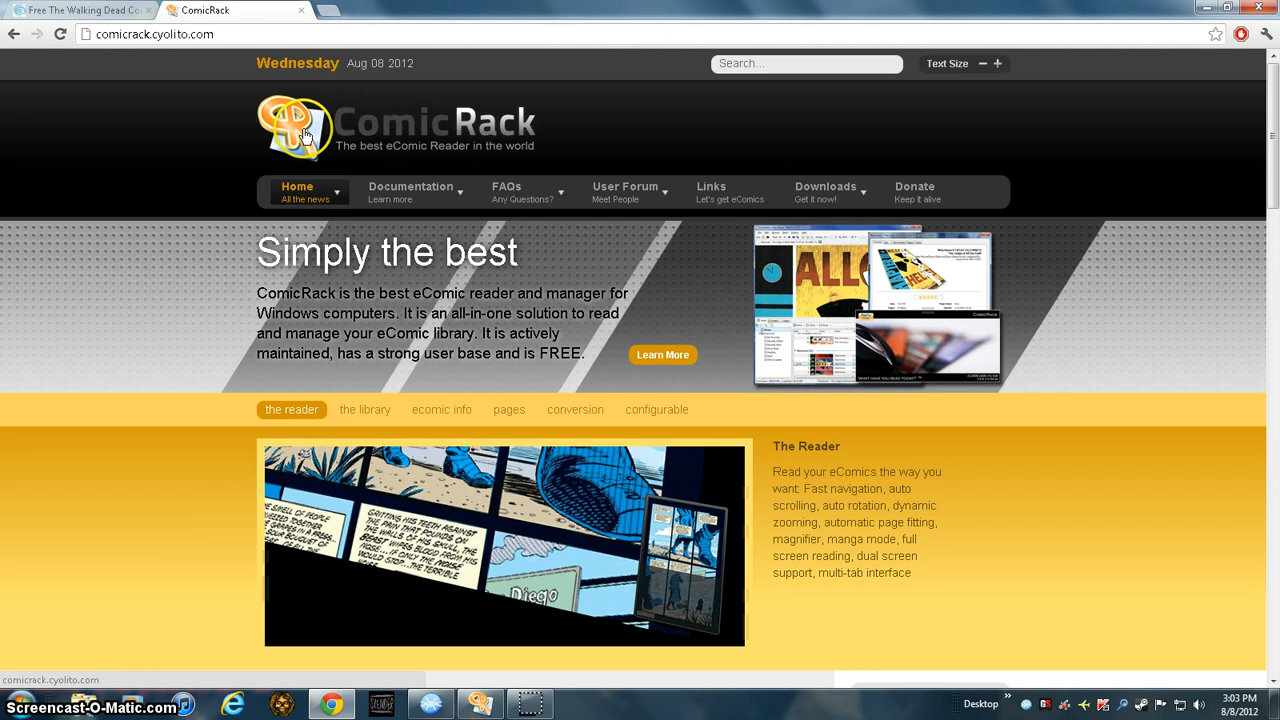 Free The Walking Dead Co
ComicRack
comicrack.cyolito.com
Wednesday Aug 08 2012
Search...
Text Size
ComicRack
The best eComic Reader in the world
Home Documentation FAQs User Forum Links Downloads Donate
All the news Learn more Any Questions? Meet People Let's get eComics Get it now! Keep it alive
Simply the best
ComicRack is the best eComic reader and manager for
Windows computers. It is an all-in-one solution to read
and manage your eComic library. It is actively
maintained, has a strong user base and is FREE.
Learn More
the reader the library ecomic info pages conversion configurable
The Reader
Read your eComics the way you
want: Fast navigation, auto
scrolling, auto rotation, dynamic
zooming, automatic page fitting,
magnifier, manga mode, full
screen reading, dual screen
support, multi-tab interface
Diego
comicrack.cyolito.com
Screencast-O-Matic.com
Desktop
3:03 PM
8/8/2012